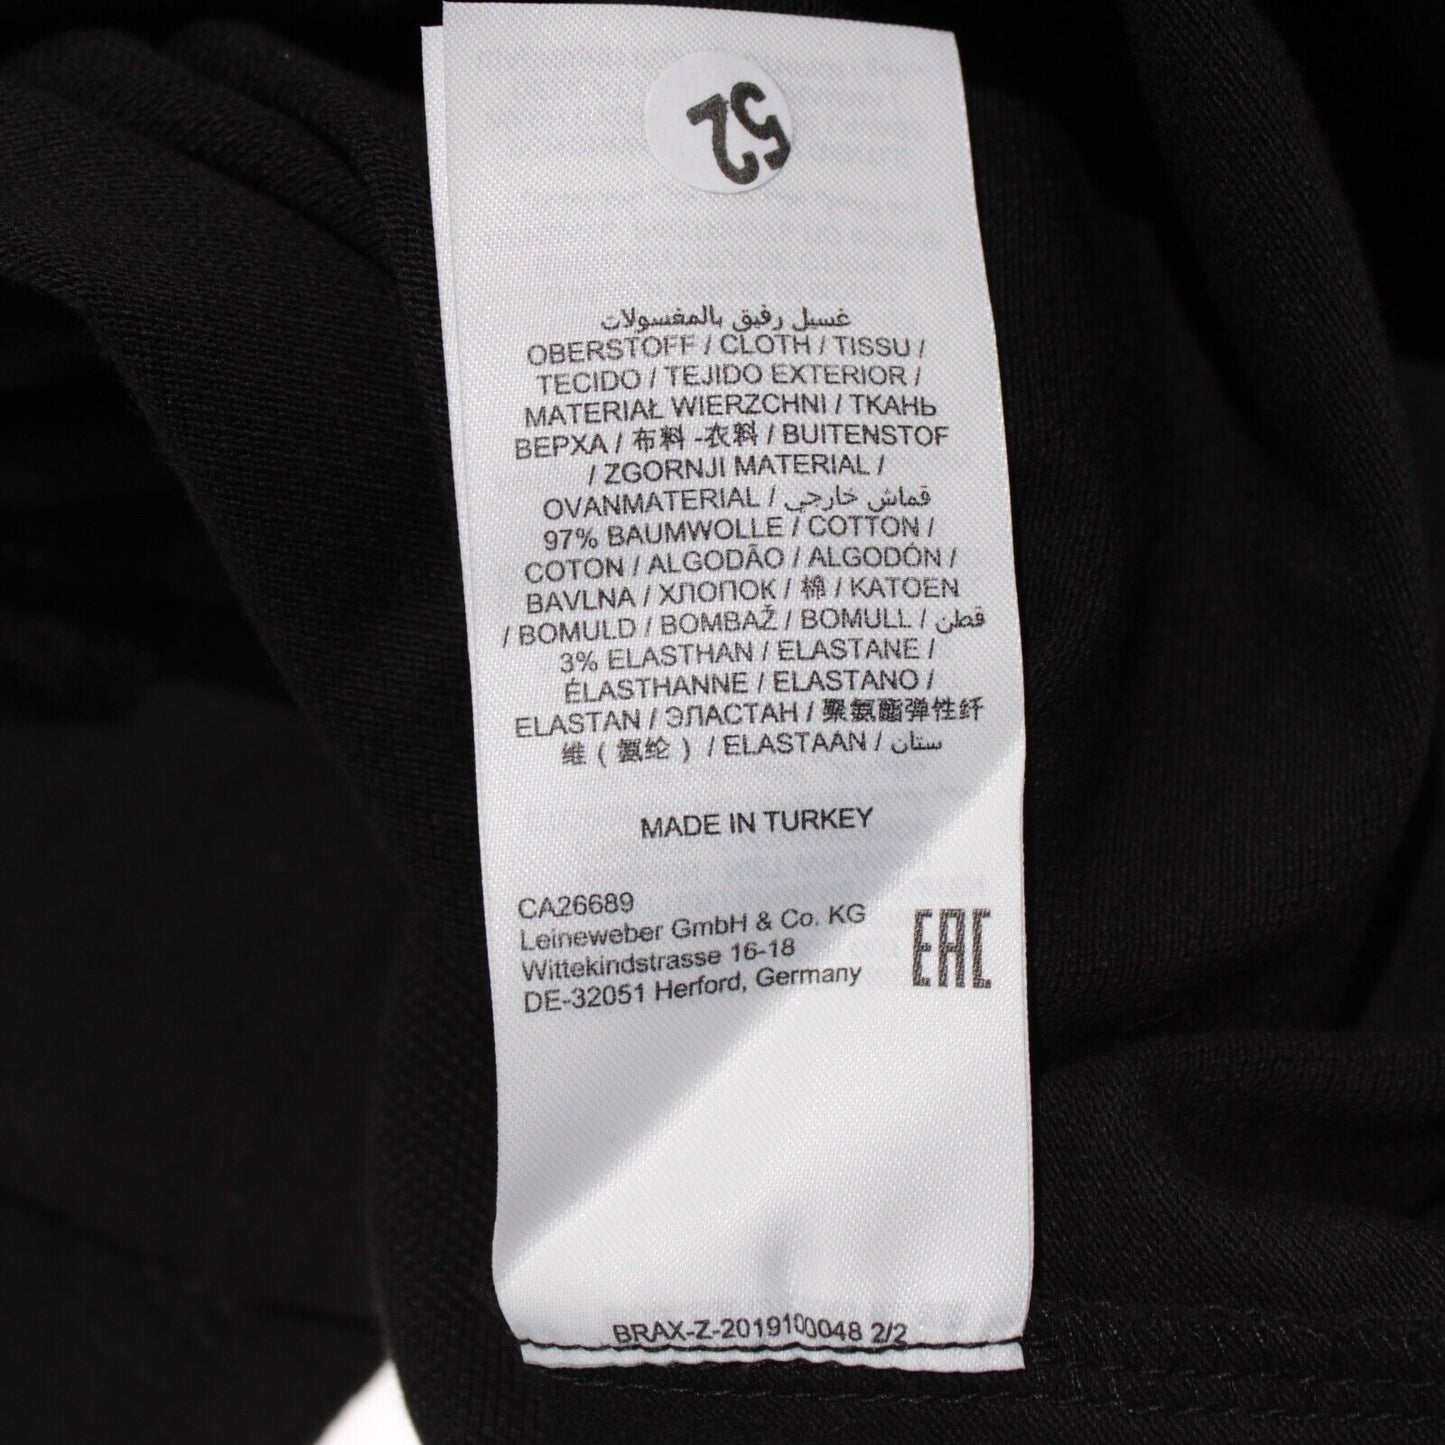 52
غسيل رفيق بالمغسولات
OBERSTOFF / CLOTH / TISSU /
TECIDO / TEJIDO EXTERIOR /
MATERIAŁ WIERZCHNI / ТКАНЬ
ВЕРХА / 布料 -衣料 / BUITENSTOF
/ ZGORNJI MATERIAL /
OVANMATERIAL / قماش خارجي
97% BAUMWOLLE / COTTON /
COTON / ALGODÃO / ALGODÓN /
BAVLNA / ХЛОПОК / 棉 / KATOEN
/ BOMULD / BOMBAŽ / BOMULL / قطن
3% ELASTHAN / ELASTANE /
ÉLASTHANNE / ELASTANO /
ELASTAN / ЭЛАСТАН / 聚氨酯弹性纤
维（氨纶） / ELASTAAN / ستان
MADE IN TURKEY
CA26689
Leineweber GmbH & Co. KG
Wittekindstrasse 16-18
DE-32051 Herford, Germany
EAC
BRAX-Z-2019100048 2/2